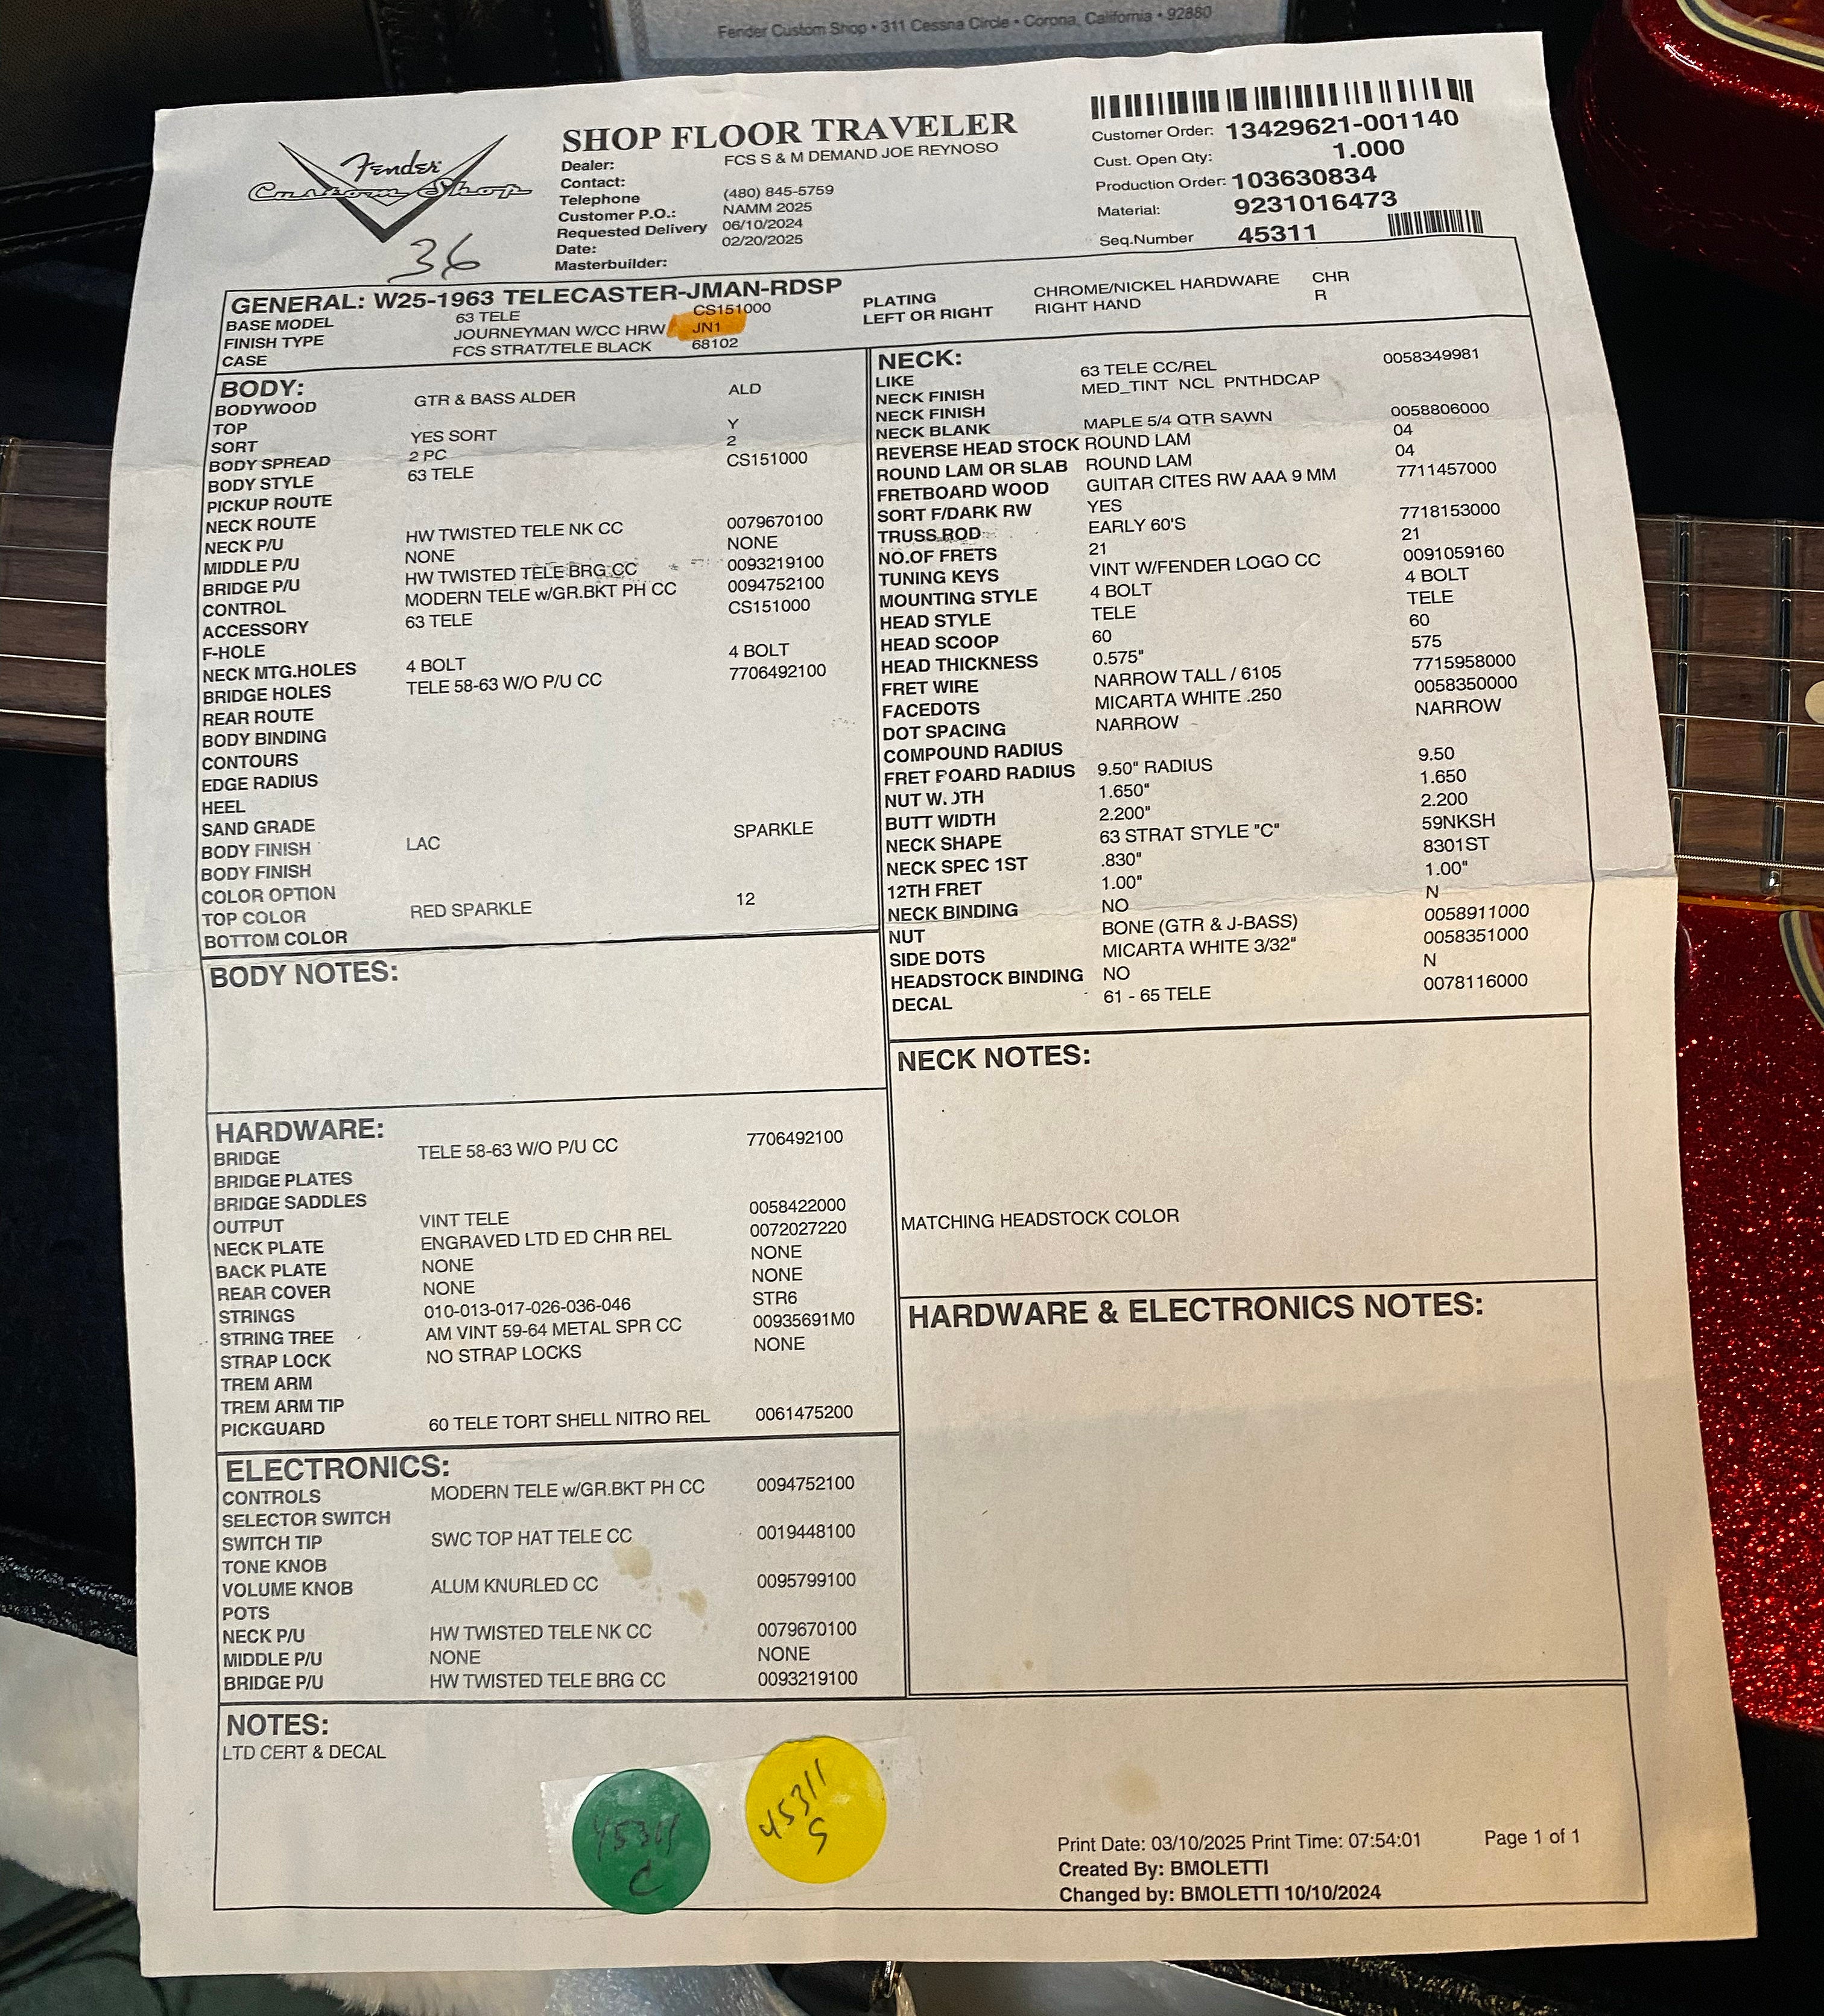 Fender Custom Shop • 311 Cessna Circle • Corona, California • 92880
Fender
Custom Shop
36
SHOP FLOOR TRAVELER
Dealer: FCS S & M DEMAND JOE REYNOSO
Contact:
Telephone (480) 845-5759
Customer P.O.: NAMM 2025
Requested Delivery 06/10/2024
Date: 02/20/2025
Masterbuilder:
Customer Order: 13429621-001140
Cust. Open Qty: 1.000
Production Order: 103630834
Material: 9231016473
Seq.Number 45311
GENERAL: W25-1963 TELECASTER-JMAN-RDSP
BASE MODEL 63 TELE CS151000
FINISH TYPE JOURNEYMAN W/CC HRW JN1
CASE FCS STRAT/TELE BLACK 68102
PLATING CHROME/NICKEL HARDWARE CHR
LEFT OR RIGHT RIGHT HAND R
BODY:
BODYWOOD GTR & BASS ALDER ALD
TOP
SORT YES SORT Y
BODY SPREAD 2 PC 2
BODY STYLE 63 TELE CS151000
PICKUP ROUTE
NECK ROUTE
NECK P/U HW TWISTED TELE NK CC 0079670100
MIDDLE P/U NONE NONE
BRIDGE P/U HW TWISTED TELE BRG CC 0093219100
CONTROL MODERN TELE w/GR.BKT PH CC 0094752100
ACCESSORY 63 TELE CS151000
F-HOLE
NECK MTG.HOLES 4 BOLT 4 BOLT
BRIDGE HOLES TELE 58-63 W/O P/U CC 7706492100
REAR ROUTE
BODY BINDING
CONTOURS
EDGE RADIUS
HEEL
SAND GRADE
BODY FINISH LAC SPARKLE
BODY FINISH
COLOR OPTION
TOP COLOR RED SPARKLE 12
BOTTOM COLOR
BODY NOTES:
HARDWARE:
BRIDGE TELE 58-63 W/O P/U CC 7706492100
BRIDGE PLATES
BRIDGE SADDLES
OUTPUT VINT TELE 0058422000
NECK PLATE ENGRAVED LTD ED CHR REL 0072027220
BACK PLATE NONE NONE
REAR COVER NONE NONE
STRINGS 010-013-017-026-036-046 STR6
STRING TREE AM VINT 59-64 METAL SPR CC 00935691M0
STRAP LOCK NO STRAP LOCKS NONE
TREM ARM
TREM ARM TIP
PICKGUARD 60 TELE TORT SHELL NITRO REL 0061475200
ELECTRONICS:
CONTROLS MODERN TELE w/GR.BKT PH CC 0094752100
SELECTOR SWITCH
SWITCH TIP SWC TOP HAT TELE CC 0019448100
TONE KNOB
VOLUME KNOB ALUM KNURLED CC 0095799100
POTS
NECK P/U HW TWISTED TELE NK CC 0079670100
MIDDLE P/U NONE NONE
BRIDGE P/U HW TWISTED TELE BRG CC 0093219100
NECK:
LIKE 63 TELE CC/REL 0058349981
NECK FINISH MED_TINT NCL PNTHDCAP
NECK FINISH
NECK BLANK MAPLE 5/4 QTR SAWN 0058806000
REVERSE HEAD STOCK ROUND LAM 04
ROUND LAM OR SLAB ROUND LAM 04
FRETBOARD WOOD GUITAR CITES RW AAA 9 MM 7711457000
SORT F/DARK RW YES
TRUSS ROD EARLY 60'S 7718153000
NO.OF FRETS 21 21
TUNING KEYS VINT W/FENDER LOGO CC 0091059160
MOUNTING STYLE 4 BOLT 4 BOLT
HEAD STYLE TELE TELE
HEAD SCOOP 60 60
HEAD THICKNESS 0.575" 575
FRET WIRE NARROW TALL / 6105 7715958000
FACEDOTS MICARTA WHITE .250 0058350000
DOT SPACING NARROW NARROW
COMPOUND RADIUS
FRET BOARD RADIUS 9.50" RADIUS 9.50
NUT WIDTH 1.650" 1.650
BUTT WIDTH 2.200" 2.200
NECK SHAPE 63 STRAT STYLE "C" 59NKSH
NECK SPEC 1ST .830" 8301ST
12TH FRET 1.00" 1.00"
NECK BINDING NO N
NUT BONE (GTR & J-BASS) 0058911000
SIDE DOTS MICARTA WHITE 3/32" 0058351000
HEADSTOCK BINDING NO N
DECAL 61 - 65 TELE 0078116000
NECK NOTES:
MATCHING HEADSTOCK COLOR
HARDWARE & ELECTRONICS NOTES:
NOTES:
LTD CERT & DECAL
45311
C
45311
S
Print Date: 03/10/2025 Print Time: 07:54:01 Page 1 of 1
Created By: BMOLETTI
Changed by: BMOLETTI 10/10/2024